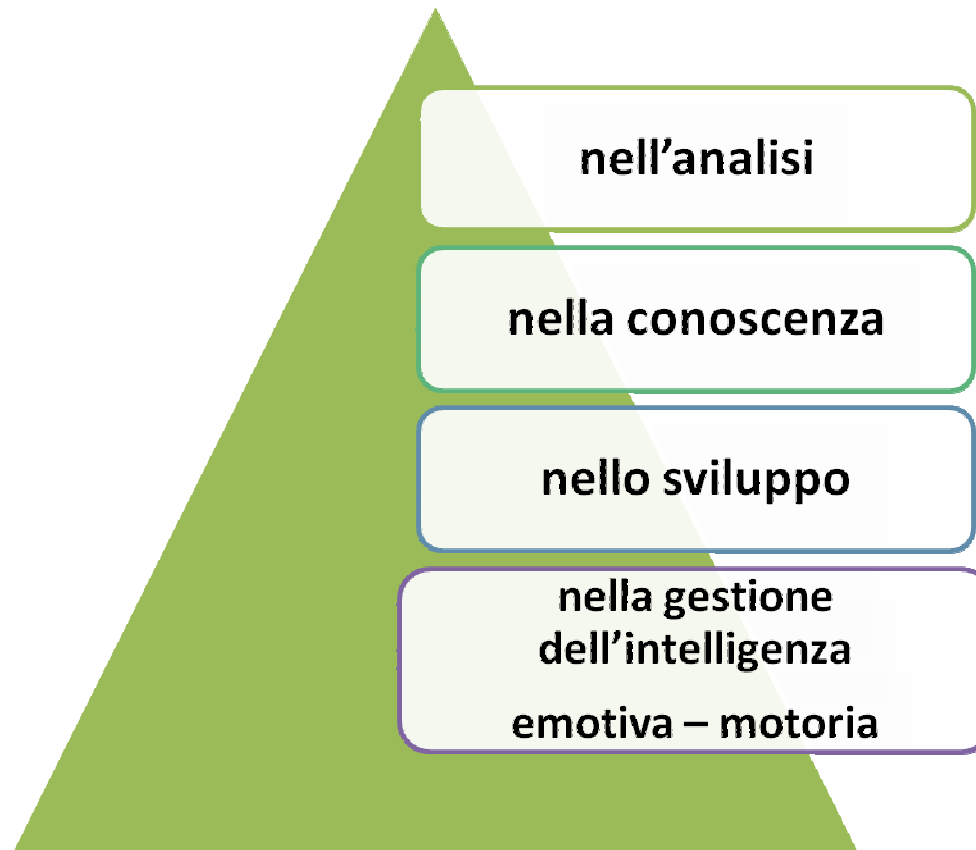 nell’analisi
nella conoscenza
nello sviluppo
nella gestione
dell’intelligenza
emotiva – motoria